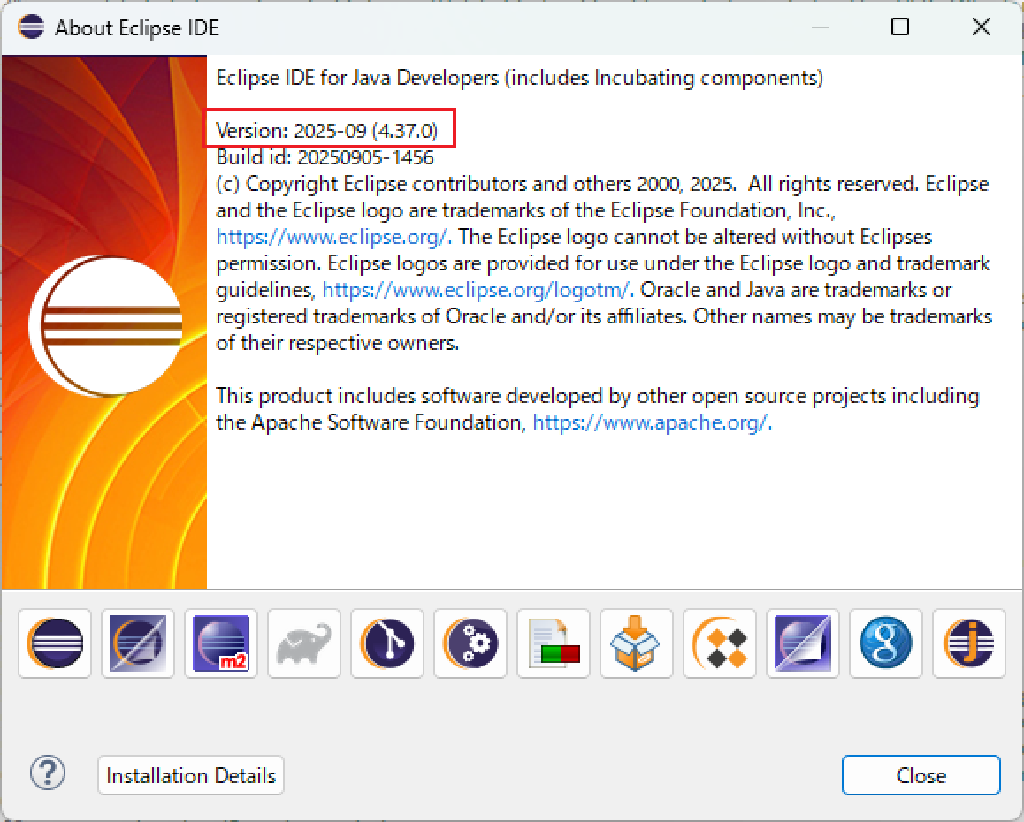 About Eclipse IDE
Eclipse IDE for Java Developers (includes Incubating components)
Version: 2025-09 (4.37.0)
Build id: 20250905-1456
(c) Copyright Eclipse contributors and others 2000, 2025.  All rights reserved. Eclipse
and the Eclipse logo are trademarks of the Eclipse Foundation, Inc.,
https://www.eclipse.org/. The Eclipse logo cannot be altered without Eclipses
permission. Eclipse logos are provided for use under the Eclipse logo and trademark
guidelines, https://www.eclipse.org/logotm/. Oracle and Java are trademarks or
registered trademarks of Oracle and/or its affiliates. Other names may be trademarks
of their respective owners.
This product includes software developed by other open source projects including
the Apache Software Foundation, https://www.apache.org/.
m2
g
j
?
Installation Details
Close